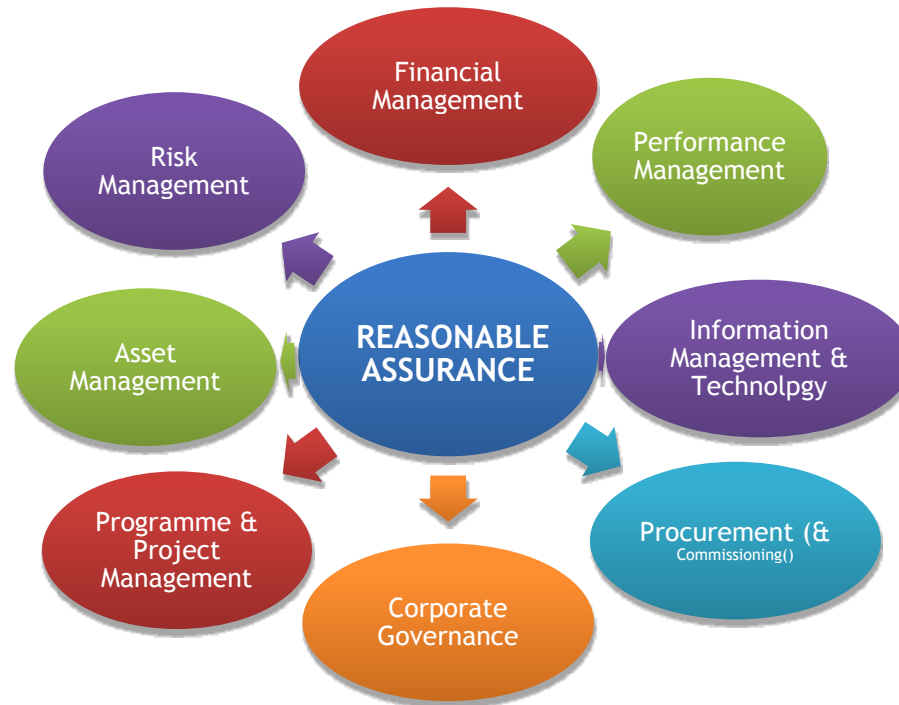 Financial
Management
Performance
Management
Information
Management &
Technolpgy
Procurement (&
Commissioning()
Corporate
Governance
Programme &
Project
Management
Asset
Management
Risk
Management
REASONABLE
ASSURANCE